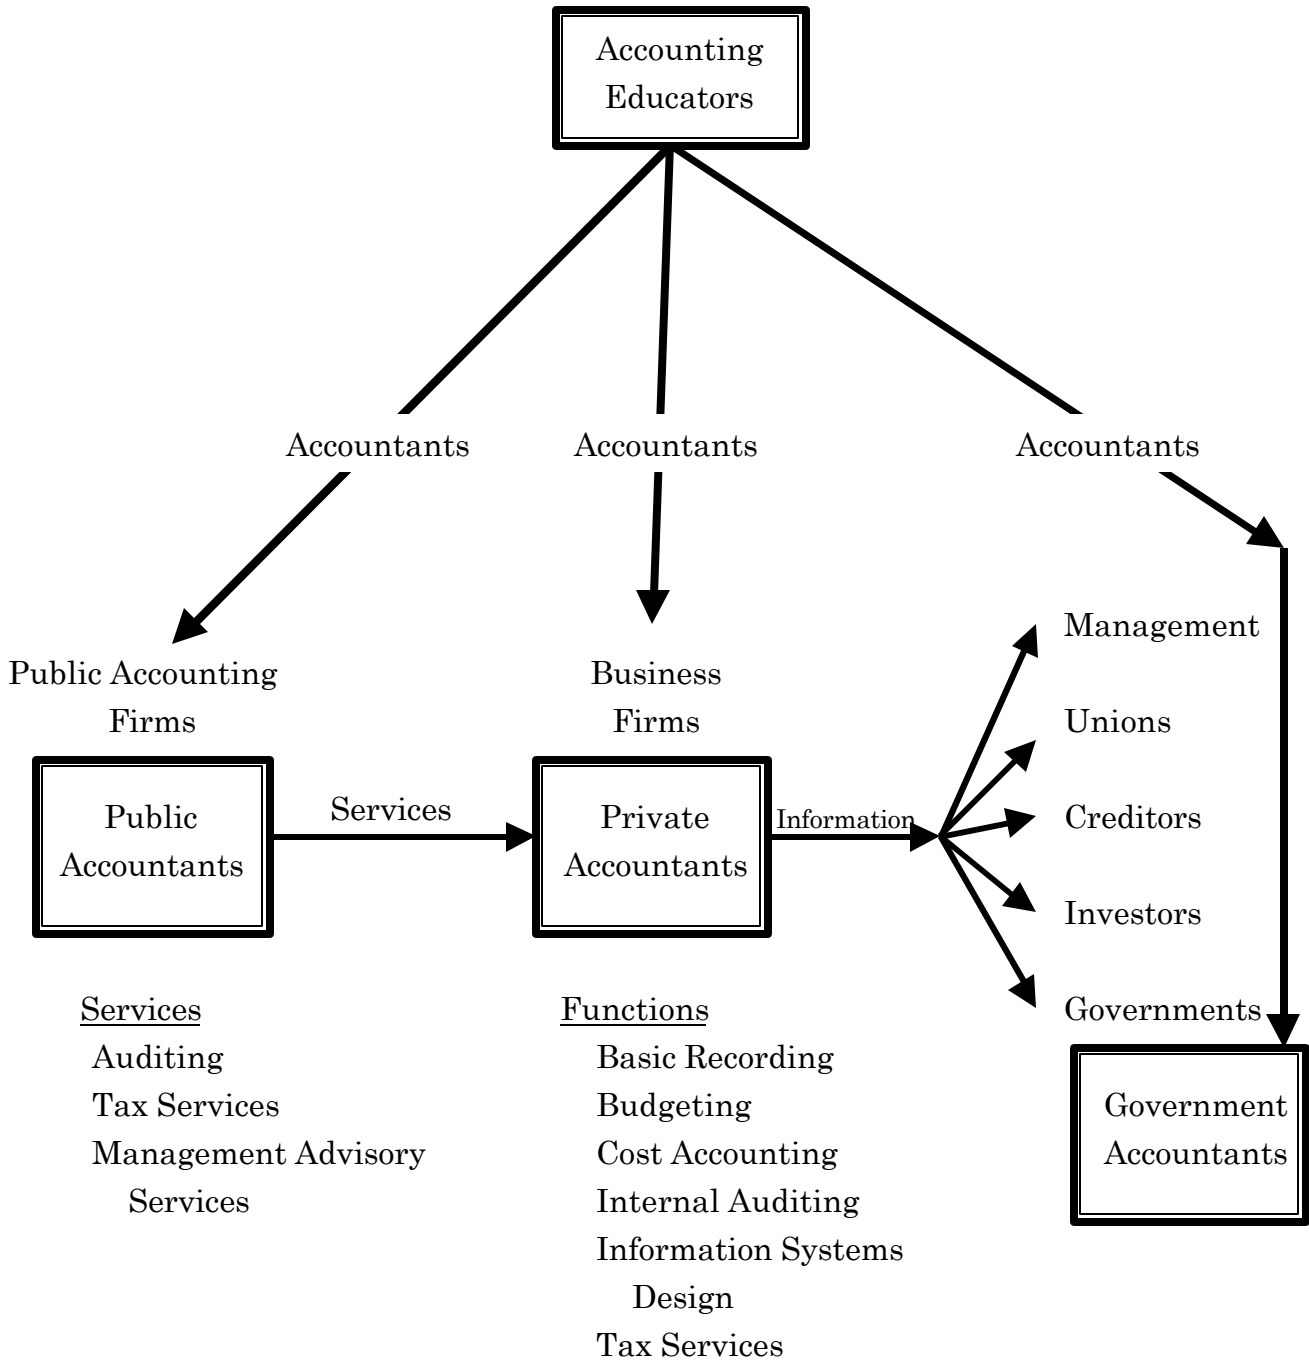 Accounting
Educators
Accountants
Accountants
Accountants
Public Accounting
Firms
Business
Firms
Management
Unions
Creditors
Investors
Governments
Public
Accountants
Services
Private
Accountants
Information
Services
Auditing
Tax Services
Management Advisory
Services
Functions
Basic Recording
Budgeting
Cost Accounting
Internal Auditing
Information Systems
Design
Tax Services
Government
Accountants